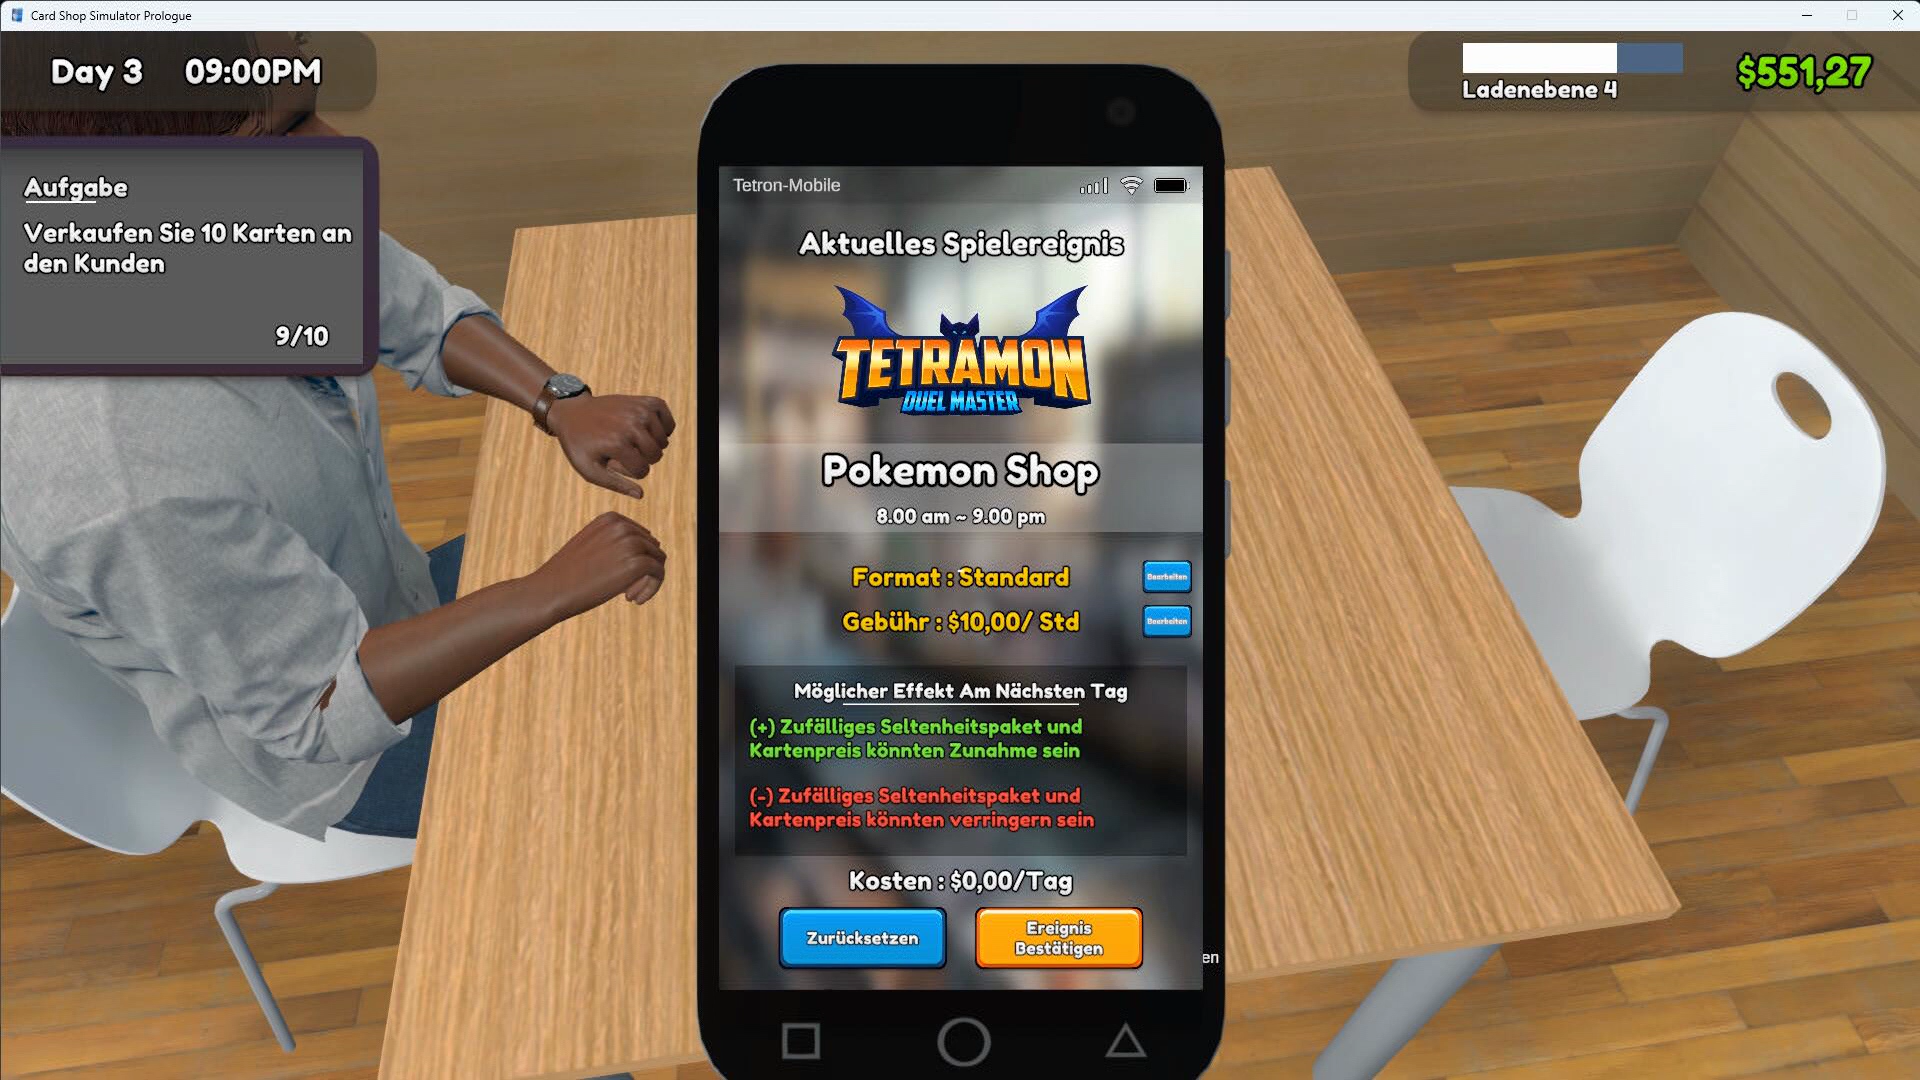 Card Shop Simulator Prologue
Day 3 09:00PM
Ladenebene 4
$551,27
Aufgabe
Verkaufen Sie 10 Karten an
den Kunden
9/10
Tetron-Mobile
Aktuelles Spielereignis
TETRAMON
DUEL MASTER
Pokemon Shop
8.00 am ~ 9.00 pm
Format : Standard
Bearbeiten
Gebühr : $10,00/ Std
Bearbeiten
Möglicher Effekt Am Nächsten Tag
(+) Zufälliges Seltenheitspaket und
Kartenpreis könnten Zunahme sein
(-) Zufälliges Seltenheitspaket und
Kartenpreis könnten verringern sein
Kosten : $0,00/Tag
Zurücksetzen
Ereignis
Bestätigen
en